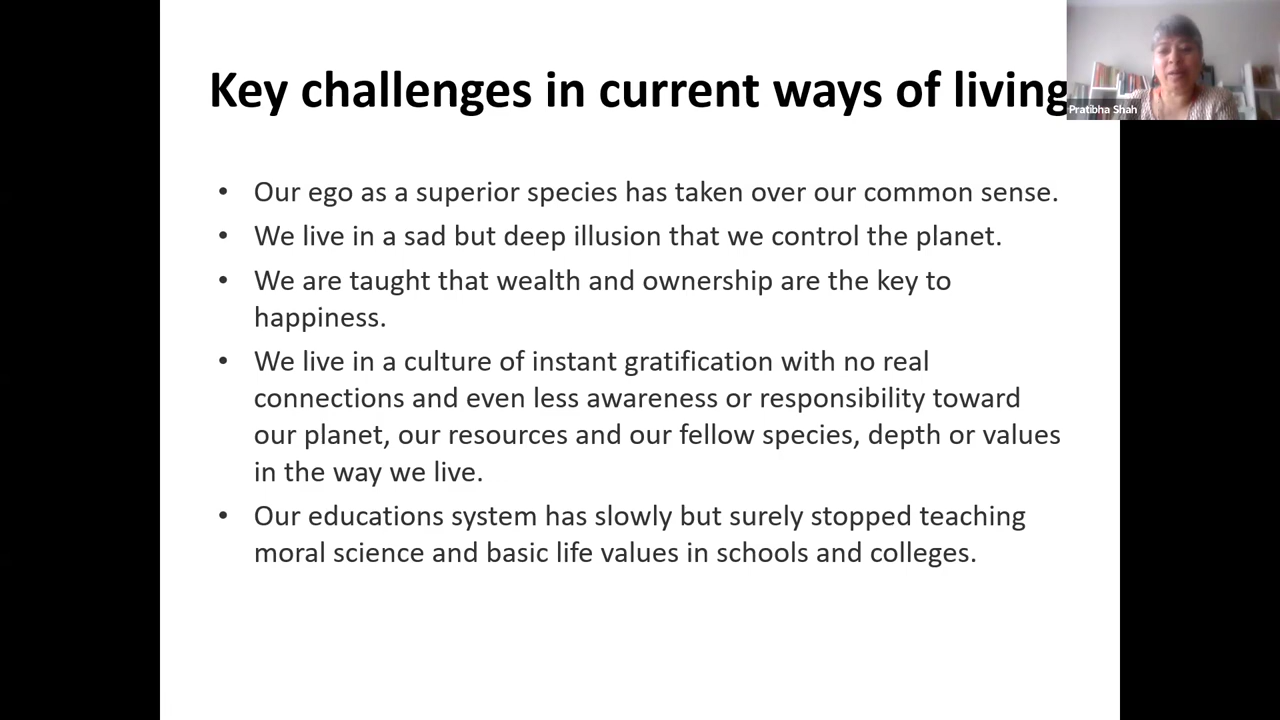 Key challenges in current ways of living
Pratibha Shah
• Our ego as a superior species has taken over our common sense.
• We live in a sad but deep illusion that we control the planet.
• We are taught that wealth and ownership are the key to
happiness.
• We live in a culture of instant gratification with no real
connections and even less awareness or responsibility toward
our planet, our resources and our fellow species, depth or values
in the way we live.
• Our educations system has slowly but surely stopped teaching
moral science and basic life values in schools and colleges.